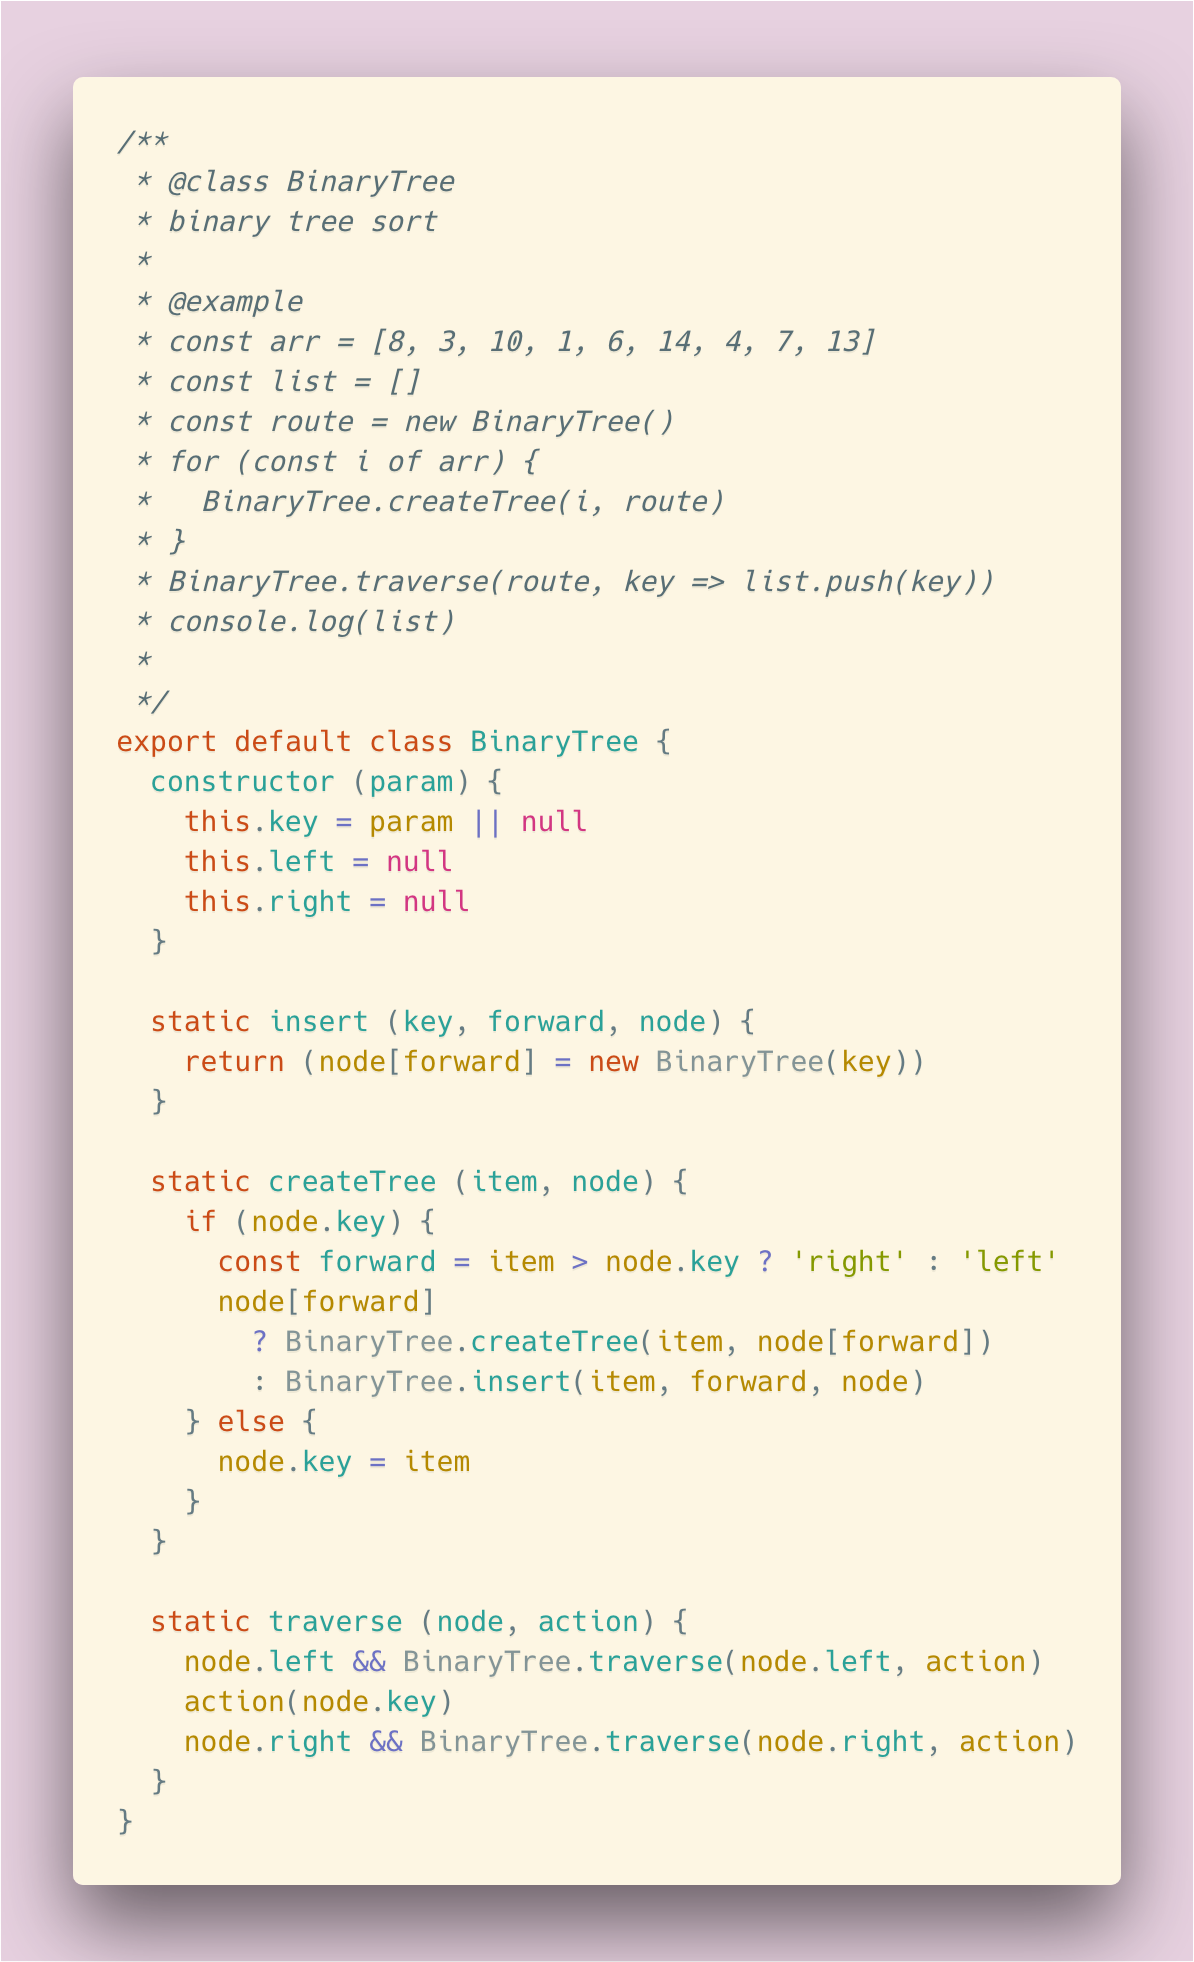 /**
 * @class BinaryTree
 * binary tree sort
 *
 * @example
 * const arr = [8, 3, 10, 1, 6, 14, 4, 7, 13]
 * const list = []
 * const route = new BinaryTree()
 * for (const i of arr) {
 *   BinaryTree.createTree(i, route)
 * }
 * BinaryTree.traverse(route, key => list.push(key))
 * console.log(list)
 *
 */
export default class BinaryTree {
  constructor (param) {
    this.key = param || null
    this.left = null
    this.right = null
  }

  static insert (key, forward, node) {
    return (node[forward] = new BinaryTree(key))
  }

  static createTree (item, node) {
    if (node.key) {
      const forward = item > node.key ? 'right' : 'left'
      node[forward]
        ? BinaryTree.createTree(item, node[forward])
        : BinaryTree.insert(item, forward, node)
    } else {
      node.key = item
    }
  }

  static traverse (node, action) {
    node.left && BinaryTree.traverse(node.left, action)
    action(node.key)
    node.right && BinaryTree.traverse(node.right, action)
  }
}